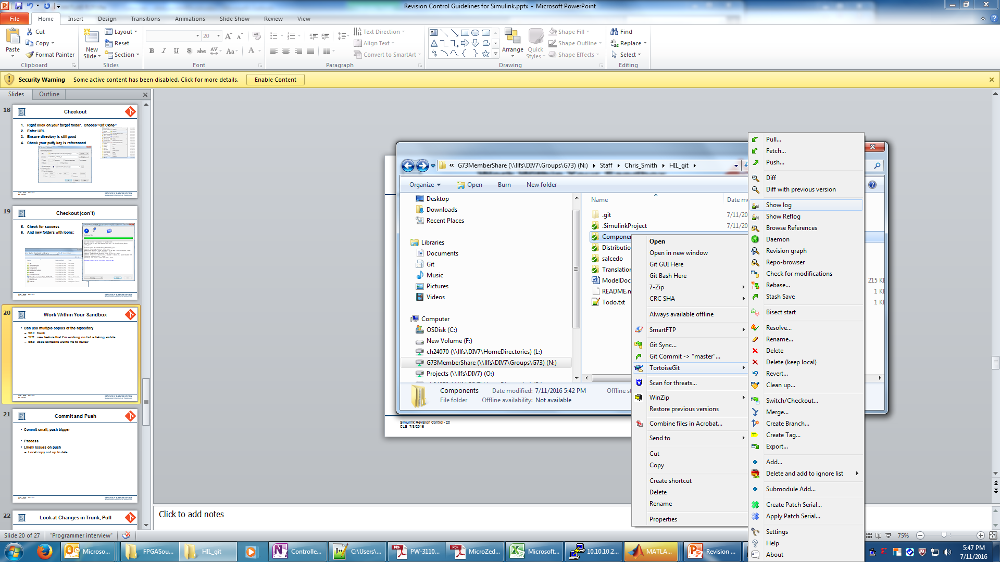 Revision Control Guidelines for Simulink.pptx - Microsoft PowerPoint
File Home Insert Design Transitions Animations Slide Show Review View
Paste
Cut
Copy
Format Painter
Clipboard
New Slide
Layout
Reset
Section
Slides
20
Font
Text Direction
Align Text
Convert to SmartArt
Paragraph
Arrange
Quick Styles
Shape Fill
Shape Outline
Shape Effects
Drawing
Find
Replace
Select
Editing
Security Warning Some active content has been disabled. Click for more details. Enable Content
Slides Outline
18
Checkout
1. Right click on your target folder. Choose "Git Clone"
2. Enter URL
3. Ensure directory is still good
4. Check your putty key is referenced
LINCOLN LABORATORY
19
Checkout (con't)
5. Check for success
6. And new folders with icons:
LINCOLN LABORATORY
20
Work Within Your Sandbox
• Can use multiple copies of the repository
– SB1: trunk
– SB2: new feature that I'm working on but is taking awhile
– SB3: code someone wants me to review
LINCOLN LABORATORY
21
Commit and Push
• Commit small, push bigger
• Process
• Likely issues on push
– Local copy not up to date
LINCOLN LABORATORY
22
Look at Changes in Trunk, Pull
Simulink Revision Control - 20
CLS 7/8/2016
« G73MemberShare (\\llfs\DIV7\Groups\G73) (N:) Staff Chris_Smith HIL_git
Organize Open Burn New folder
Desktop
Downloads
Recent Places
Libraries
Documents
Git
Music
Pictures
Videos
Computer
OSDisk (C:)
New Volume (F:)
ch24070 (\\llfs\DIV7\HomeDirectories) (L:)
G73MemberShare (\\llfs\DIV7\Groups\G73) (N:)
Projects (\\llfs\DIV7) (O:)
Name Date m
.git 7/11/20
.SimulinkProject 7/11/20
Componen
Distributio
salcedo
Translation
ModelDoc 215 KB
README.m 1 KB
Todo.txt 1 KB
Components Date modified: 7/11/2016 5:42 PM Offline st
File folder Offline availability: Not available
Open
Open in new window
Git GUI Here
Git Bash Here
7-Zip
CRC SHA
Always available offline
SmartFTP
Git Sync...
Git Commit -> "master"...
TortoiseGit
Scan for threats...
WinZip
Restore previous versions
Combine files in Acrobat...
Send to
Cut
Copy
Create shortcut
Delete
Rename
Properties
Pull...
Fetch...
Push...
Diff
Diff with previous version
Show log
Show Reflog
Browse References
Daemon
Revision graph
Repo-browser
Check for modifications
Rebase...
Stash Save
Bisect start
Resolve...
Rename...
Delete
Delete (keep local)
Revert...
Clean up...
Switch/Checkout...
Merge...
Create Branch...
Create Tag...
Export...
Add...
Delete and add to ignore list
Submodule Add...
Create Patch Serial...
Apply Patch Serial...
Settings
Help
About
Click to add notes
Slide 20 of 27 "Programmer interview" 75%
Microso... FPGASou... HIL_git Controlle... C:\Users\... PW-3110... MicroZed... Microsoft... 10.10.10.2... MATLA... Revision ...
5:47 PM
7/11/2016